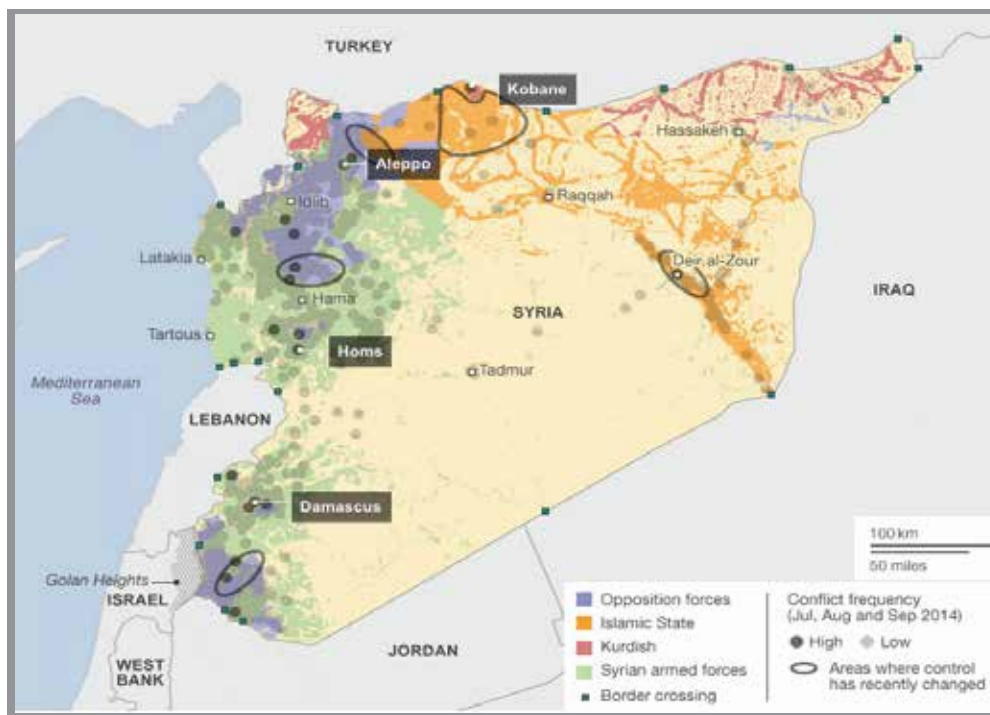 TURKEY
Kobane
Hassakeh
Aleppo
Idlib
Raqqah
Latakia
Deir al-Zour
Hama
IRAQ
SYRIA
Tartous
Homs
Tadmur
Mediterranean
Sea
LEBANON
Damascus
100 km
50 miles
Golan Heights
ISRAEL
WEST
BANK
JORDAN
Opposition forces
Islamic State
Kurdish
Syrian armed forces
Border crossing
Conflict frequency
(Jul, Aug and Sep 2014)
High Low
Areas where control
has recently changed